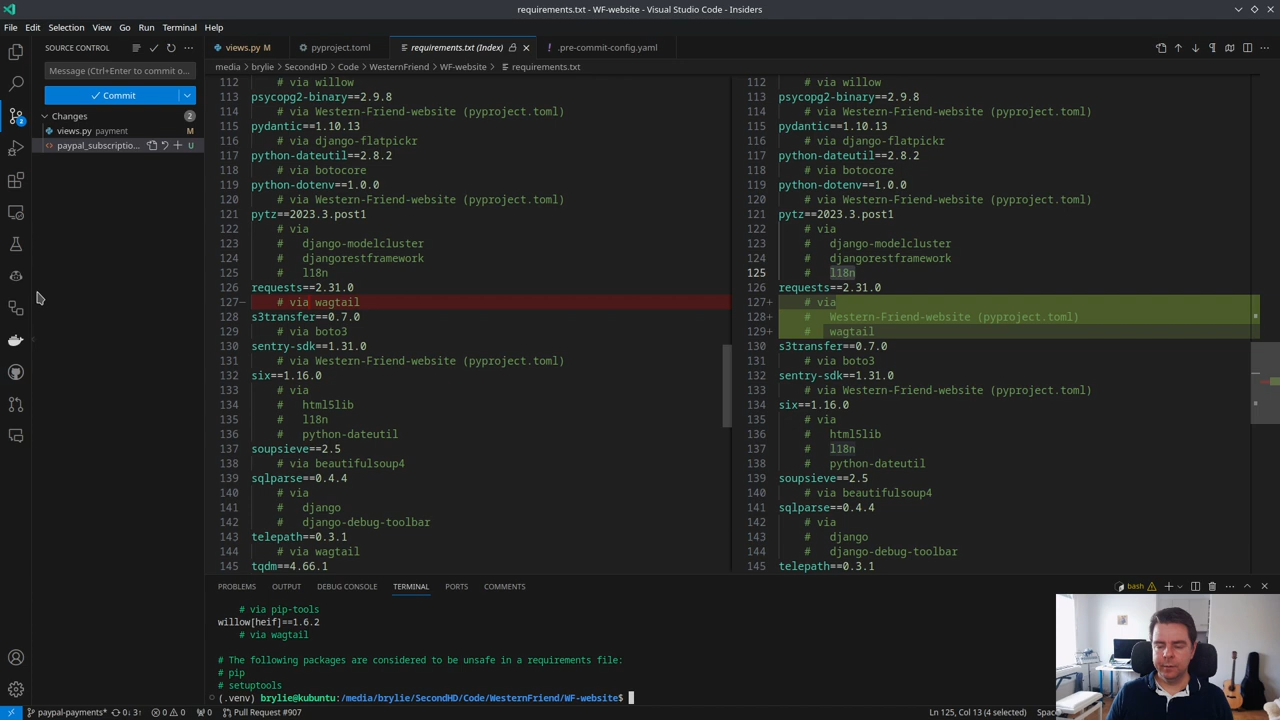 requirements.txt - WF-website - Visual Studio Code - Insiders
File Edit Selection View Go Run Terminal Help
SOURCE CONTROL
views.py M
pyproject.toml
requirements.txt (Index)
.pre-commit-config.yaml
media > brylie > SecondHD > Code > WesternFriend > WF-website > requirements.txt
Message (Ctrl+Enter to commit o...
Commit
Changes 2
views.py payment M
paypal_subscriptio... U
112 # via willow
113 psycopg2-binary==2.9.8
114 # via Western-Friend-website (pyproject.toml)
115 pydantic==1.10.13
116 # via django-flatpickr
117 python-dateutil==2.8.2
118 # via botocore
119 python-dotenv==1.0.0
120 # via Western-Friend-website (pyproject.toml)
121 pytz==2023.3.post1
122 # via
123 # django-modelcluster
124 # djangorestframework
125 # l18n
126 requests==2.31.0
127- # via wagtail
128 s3transfer==0.7.0
129 # via boto3
130 sentry-sdk==1.31.0
131 # via Western-Friend-website (pyproject.toml)
132 six==1.16.0
133 # via
134 # html5lib
135 # l18n
136 # python-dateutil
137 soupsieve==2.5
138 # via beautifulsoup4
139 sqlparse==0.4.4
140 # via
141 # django
142 # django-debug-toolbar
143 telepath==0.3.1
144 # via wagtail
145 tqdm==4.66.1
112 # via willow
113 psycopg2-binary==2.9.8
114 # via Western-Friend-website (pyproject.toml)
115 pydantic==1.10.13
116 # via django-flatpickr
117 python-dateutil==2.8.2
118 # via botocore
119 python-dotenv==1.0.0
120 # via Western-Friend-website (pyproject.toml)
121 pytz==2023.3.post1
122 # via
123 # django-modelcluster
124 # djangorestframework
125 # l18n
126 requests==2.31.0
127+ # via
128+ # Western-Friend-website (pyproject.toml)
129+ # wagtail
130 s3transfer==0.7.0
131 # via boto3
132 sentry-sdk==1.31.0
133 # via Western-Friend-website (pyproject.toml)
134 six==1.16.0
135 # via
136 # html5lib
137 # l18n
138 # python-dateutil
139 soupsieve==2.5
140 # via beautifulsoup4
141 sqlparse==0.4.4
142 # via
143 # django
144 # django-debug-toolbar
145 telepath==0.3.1
PROBLEMS OUTPUT DEBUG CONSOLE TERMINAL PORTS COMMENTS
bash
# via pip-tools
willow[heif]==1.6.2
# via wagtail
# The following packages are considered to be unsafe in a requirements file:
# pip
# setuptools
(.venv) brylie@kubuntu:/media/brylie/SecondHD/Code/WesternFriend/WF-website$
paypal-payments* 0↓ 3↑ 0 0 0 Pull Request #907
Ln 125, Col 13 (4 selected)